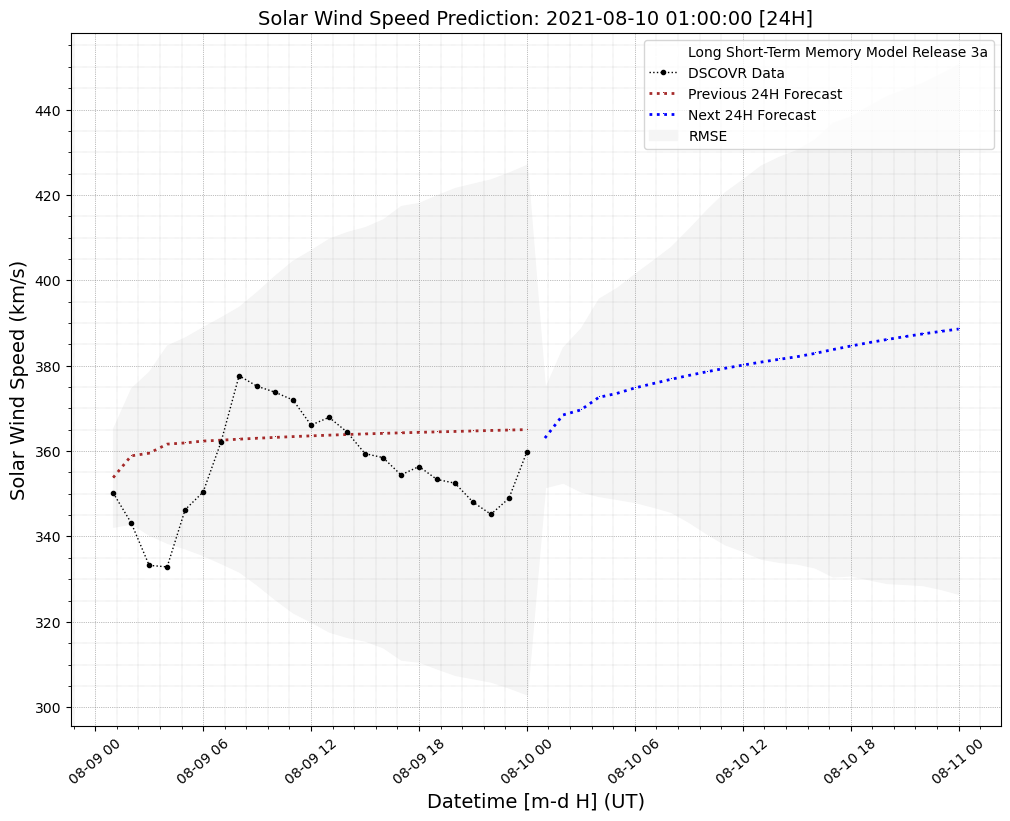 Solar Wind Speed Prediction: 2021-08-10 01:00:00 [24H]
Long Short-Term Memory Model Release 3a
DSCOVR Data
Previous 24H Forecast
Next 24H Forecast
RMSE
Solar Wind Speed (km/s)
440
420
400
380
360
340
320
300
08-09 00
08-09 06
08-09 12
08-09 18
08-10 00
08-10 06
08-10 12
08-10 18
08-11 00
Datetime [m-d H] (UT)